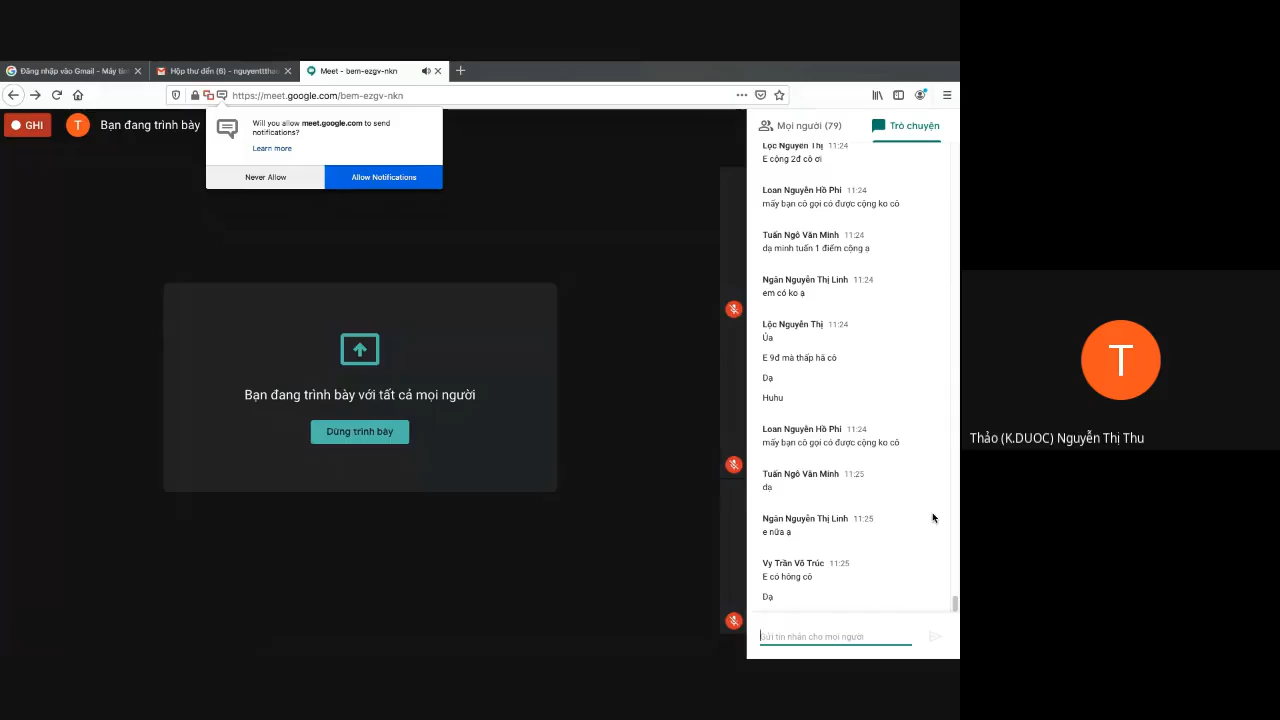 Đăng nhập vào Gmail - Máy tín
Hộp thư đến (6) - nguyenttthao
Meet - bem-ezgv-nkn
https://meet.google.com/bem-ezgv-nkn
GHI
T
Bạn đang trình bày
Will you allow meet.google.com to send
notifications?
Learn more
Never Allow
Allow Notifications
Bạn đang trình bày với tất cả mọi người
Dừng trình bày
Mọi người (79)
Trò chuyện
Lộc Nguyễn Thị 11:24
E cộng 2đ cô ơi
Loan Nguyễn Hồ Phi 11:24
mấy bạn cô gọi có được cộng ko cô
Tuấn Ngô Văn Minh 11:24
dạ minh tuấn 1 điểm cộng ạ
Ngân Nguyễn Thị Linh 11:24
em có ko ạ
Lộc Nguyễn Thị 11:24
Ủa
E 9đ mà thấp hả cô
Dạ
Huhu
Loan Nguyễn Hồ Phi 11:24
mấy bạn cô gọi có được cộng ko cô
Tuấn Ngô Văn Minh 11:25
dạ
Ngân Nguyễn Thị Linh 11:25
e nữa ạ
Vy Trần Võ Trúc 11:25
E có hông cô
Dạ
Gửi tin nhắn cho mọi người
T
Thảo (K.DUOC) Nguyễn Thị Thu